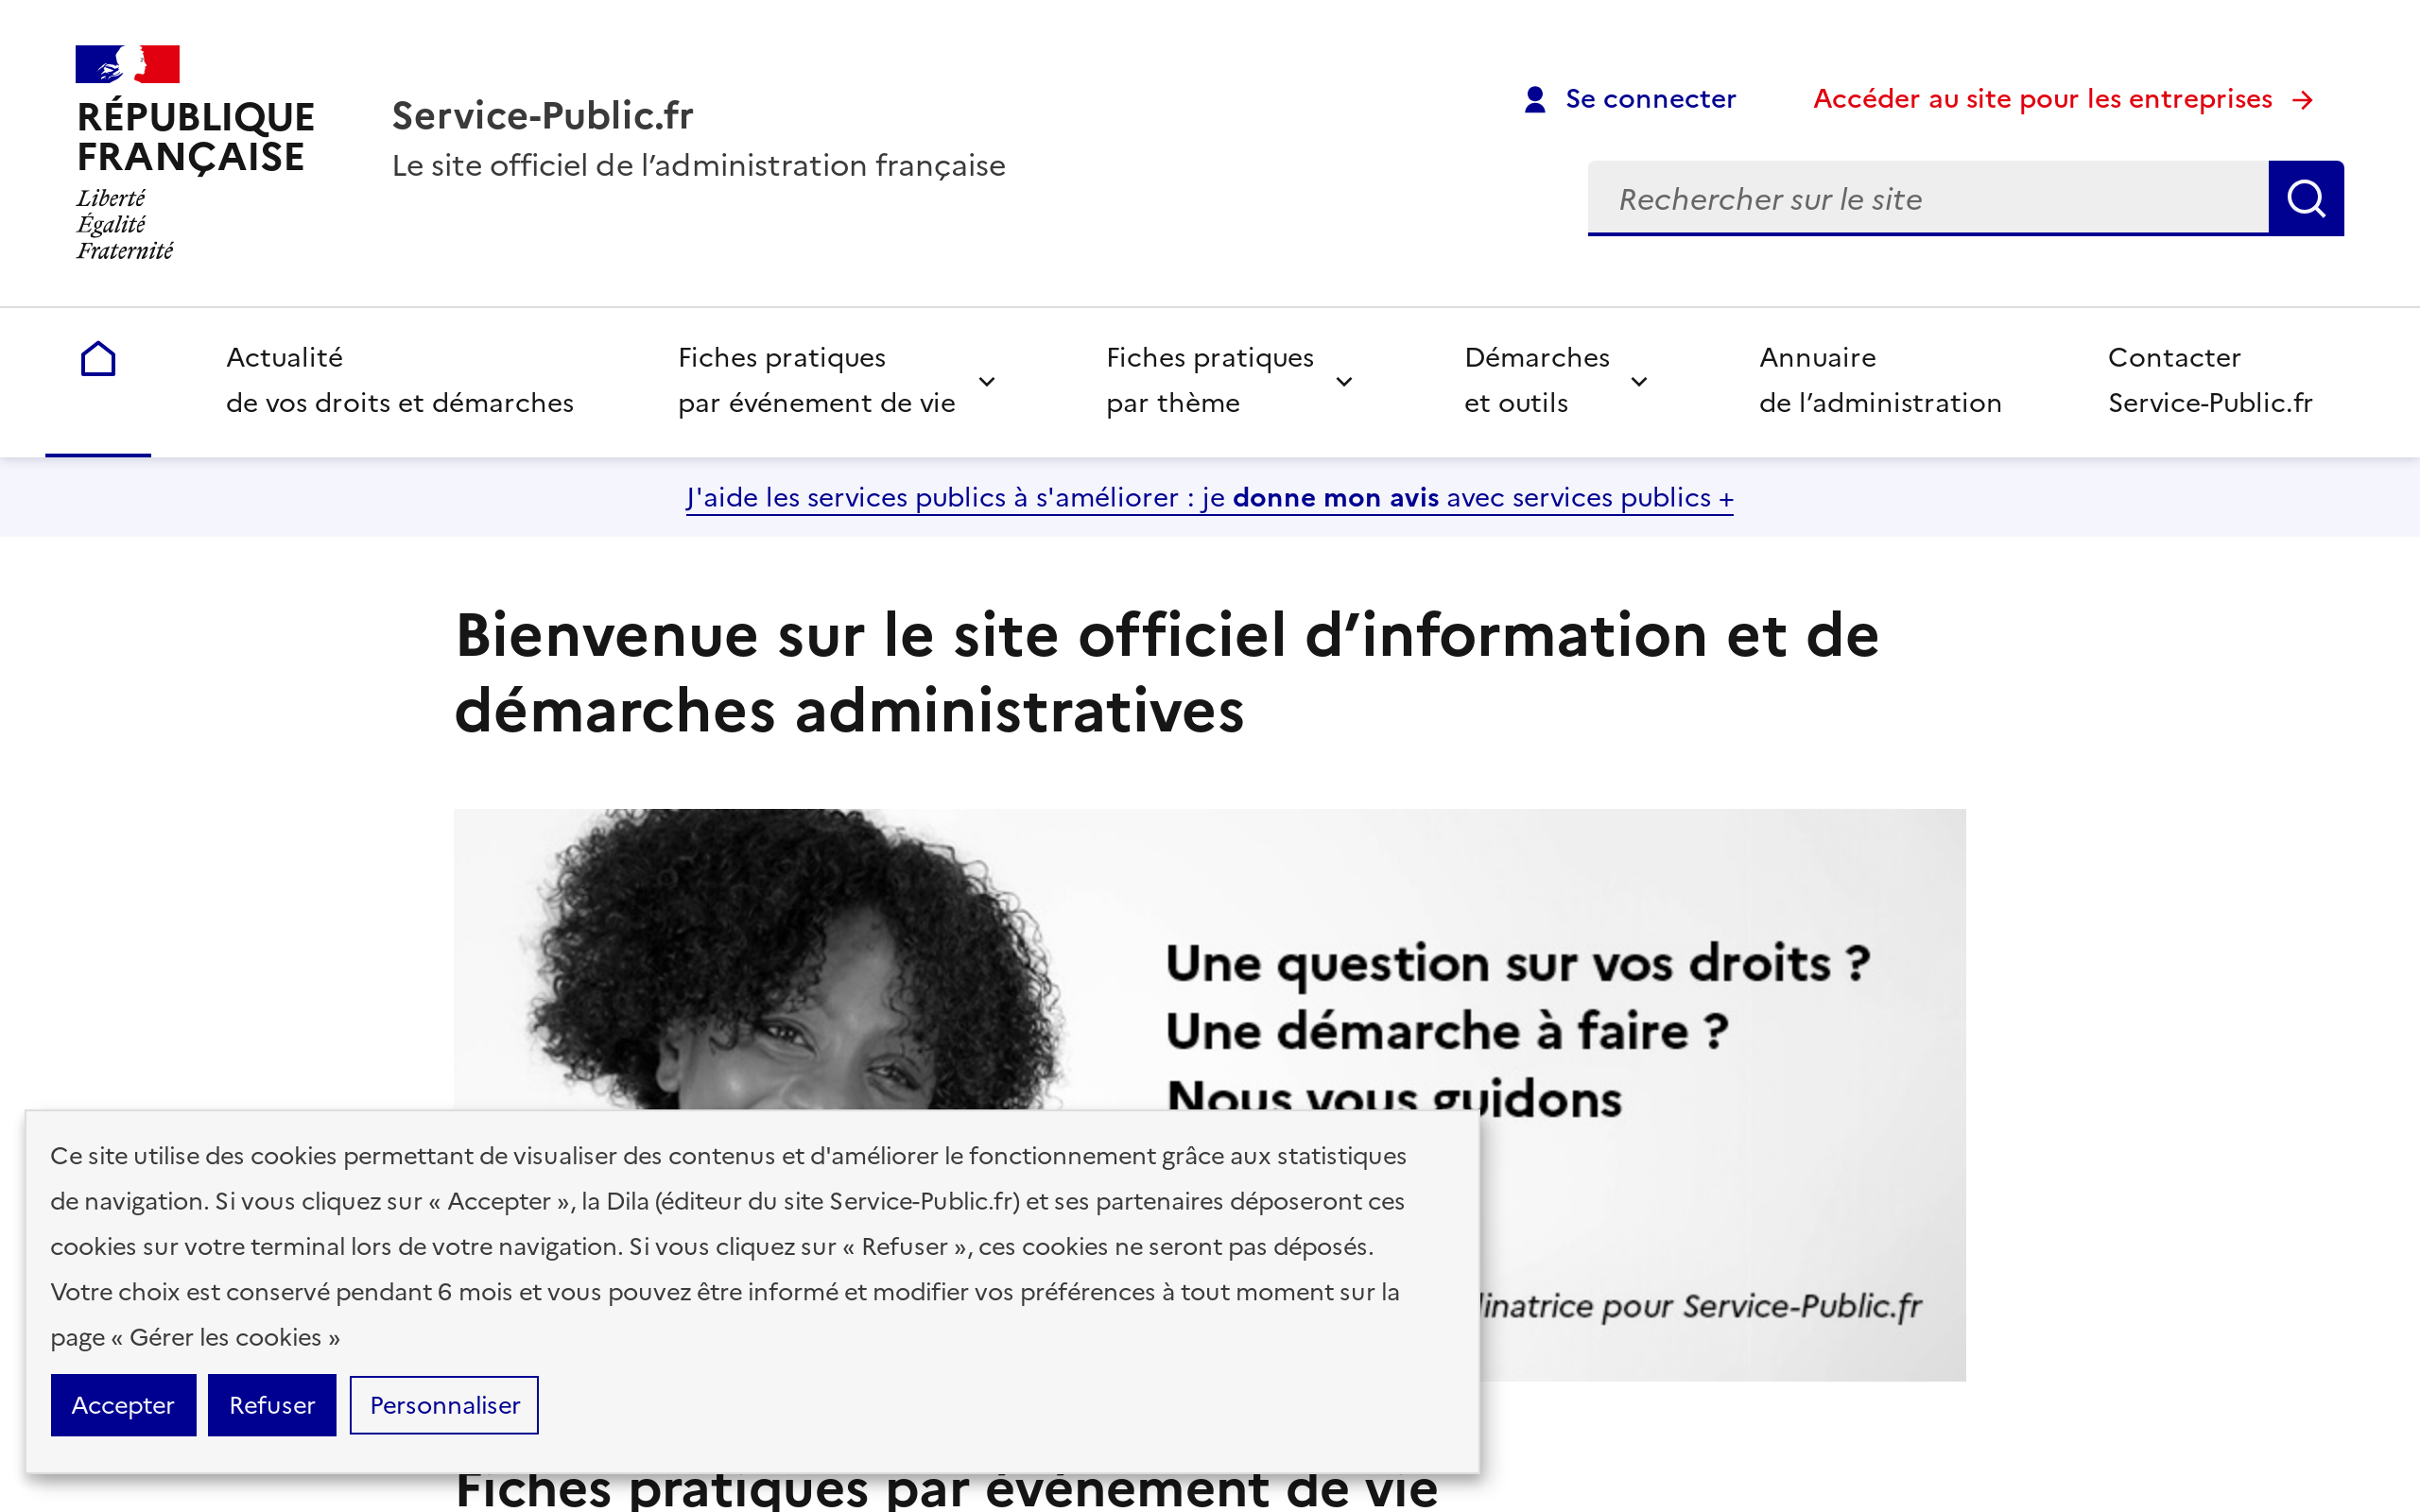 RÉPUBLIQUE
FRANÇAISE
Liberté
Égalité
Fraternité
Service-Public.fr
Le site officiel de l’administration française
Se connecter
Accéder au site pour les entreprises
Rechercher sur le site
Actualité
de vos droits et démarches
Fiches pratiques
par événement de vie
Fiches pratiques
par thème
Démarches
et outils
Annuaire
de l’administration
Contacter
Service-Public.fr
J'aide les services publics à s'améliorer : je donne mon avis avec services publics +
Bienvenue sur le site officiel d’information et de
démarches administratives
Une question sur vos droits ?
Une démarche à faire ?
Nous vous guidons
pour Service-Public.fr
Ce site utilise des cookies permettant de visualiser des contenus et d'améliorer le fonctionnement grâce aux statistiques
de navigation. Si vous cliquez sur « Accepter », la Dila (éditeur du site Service-Public.fr) et ses partenaires déposeront ces
cookies sur votre terminal lors de votre navigation. Si vous cliquez sur « Refuser », ces cookies ne seront pas déposés.
Votre choix est conservé pendant 6 mois et vous pouvez être informé et modifier vos préférences à tout moment sur la
page « Gérer les cookies »
Accepter
Refuser
Personnaliser
Fiches pratiques par événement de vie